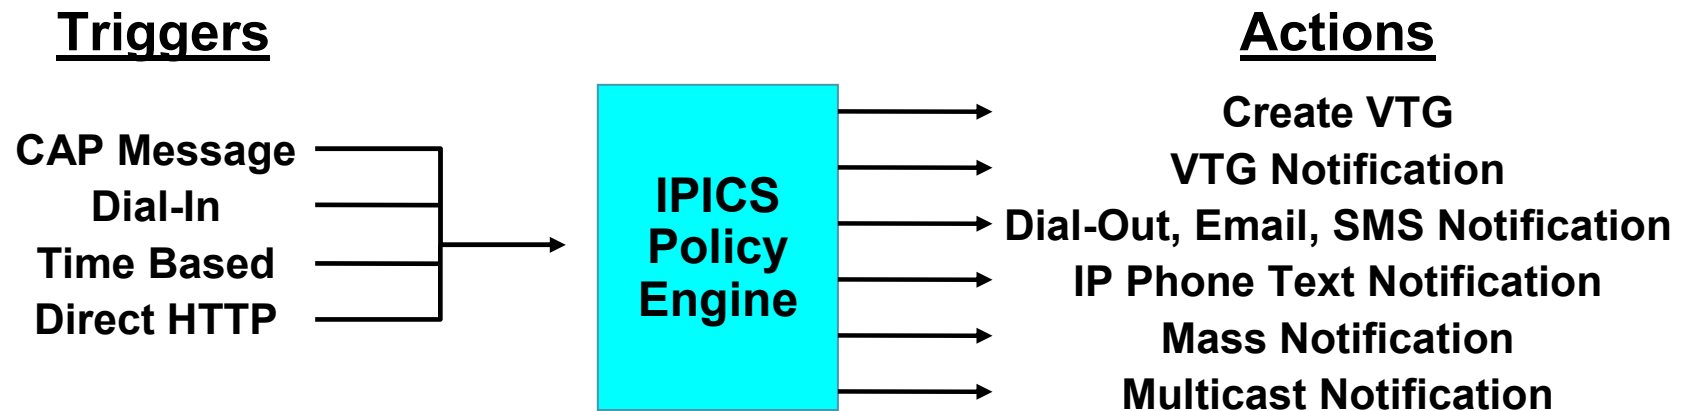 Triggers
CAP Message
Dial-In
Time Based
Direct HTTP
IPICS
Policy
Engine
Actions
Create VTG
VTG Notification
Dial-Out, Email, SMS Notification
IP Phone Text Notification
Mass Notification
Multicast Notification